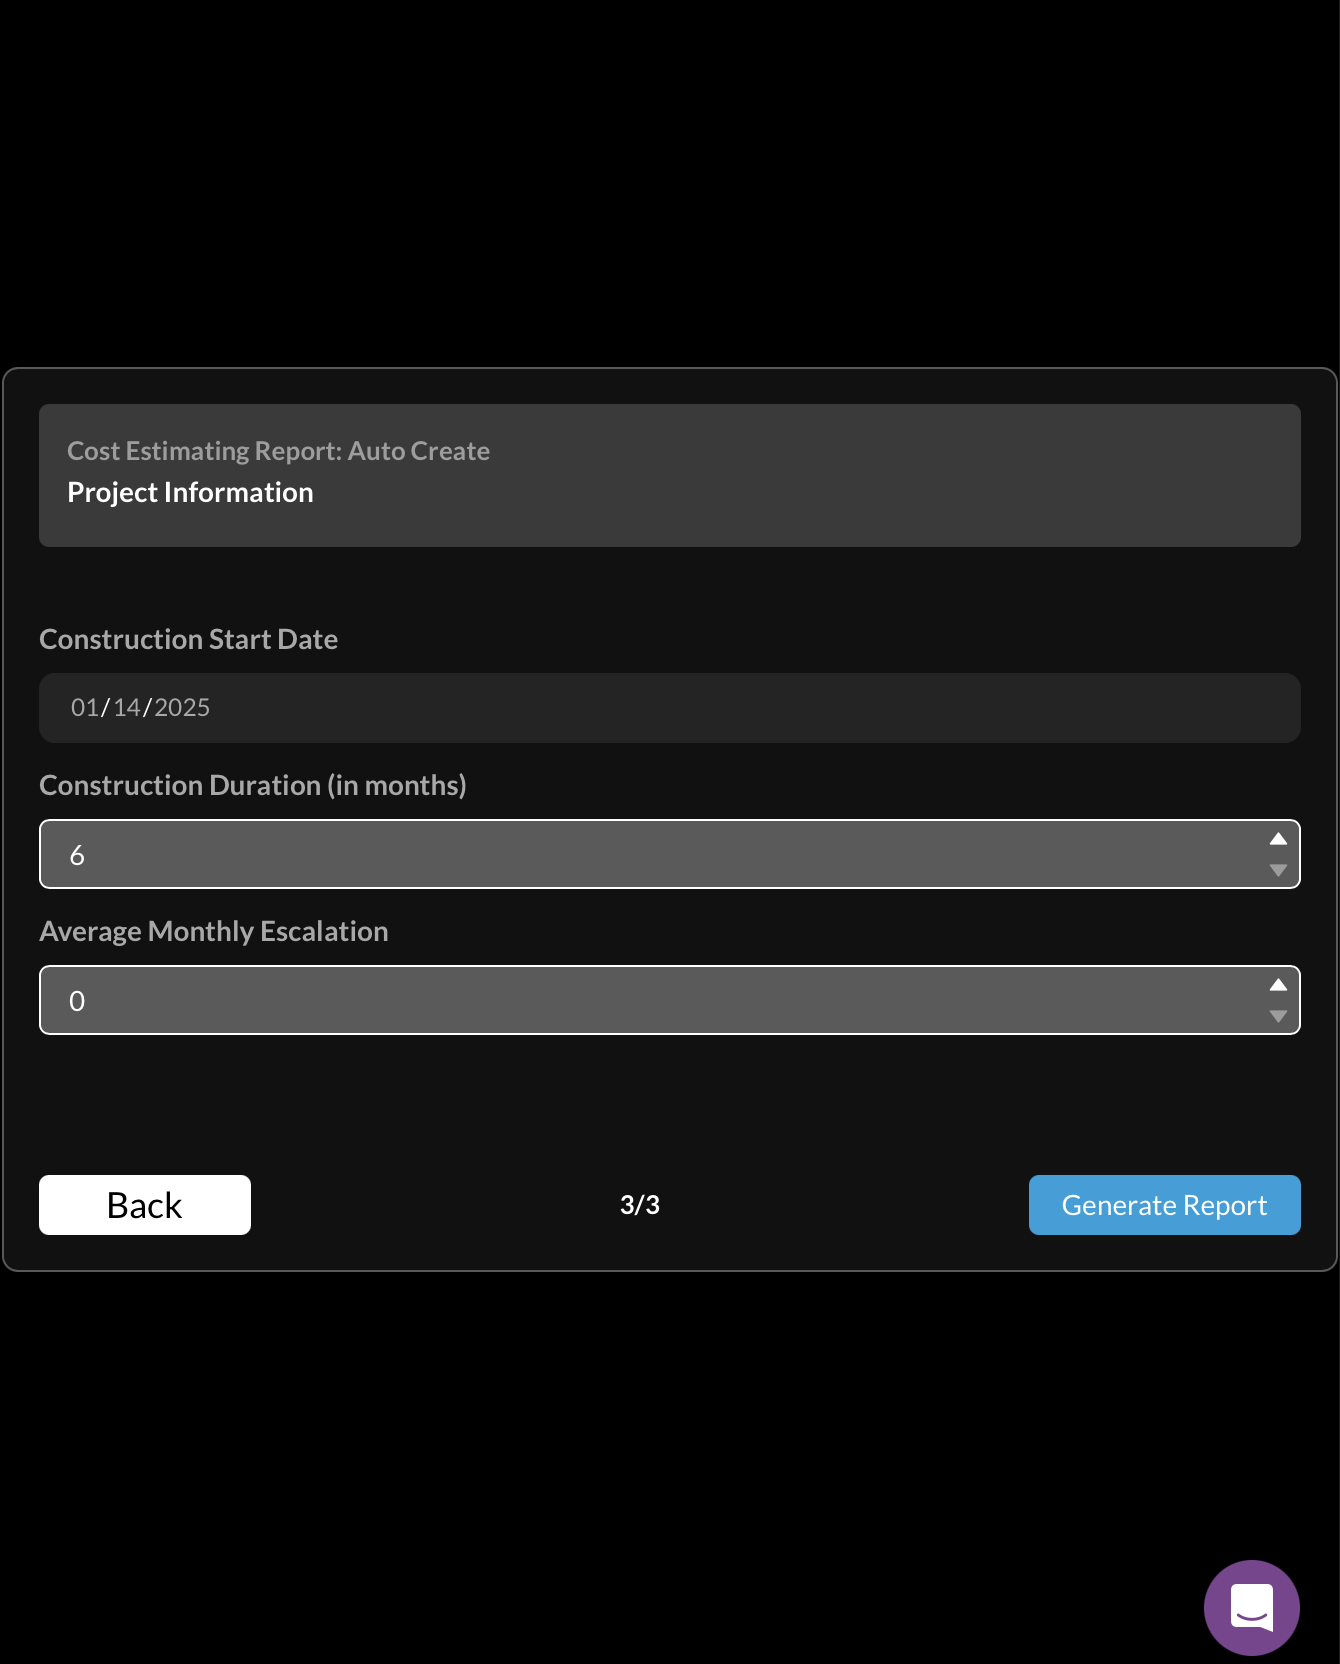 Cost Estimating Report: Auto Create
Project Information
Construction Start Date
01/14/2025
Construction Duration (in months)
6
Average Monthly Escalation
0
Back
3/3
Generate Report